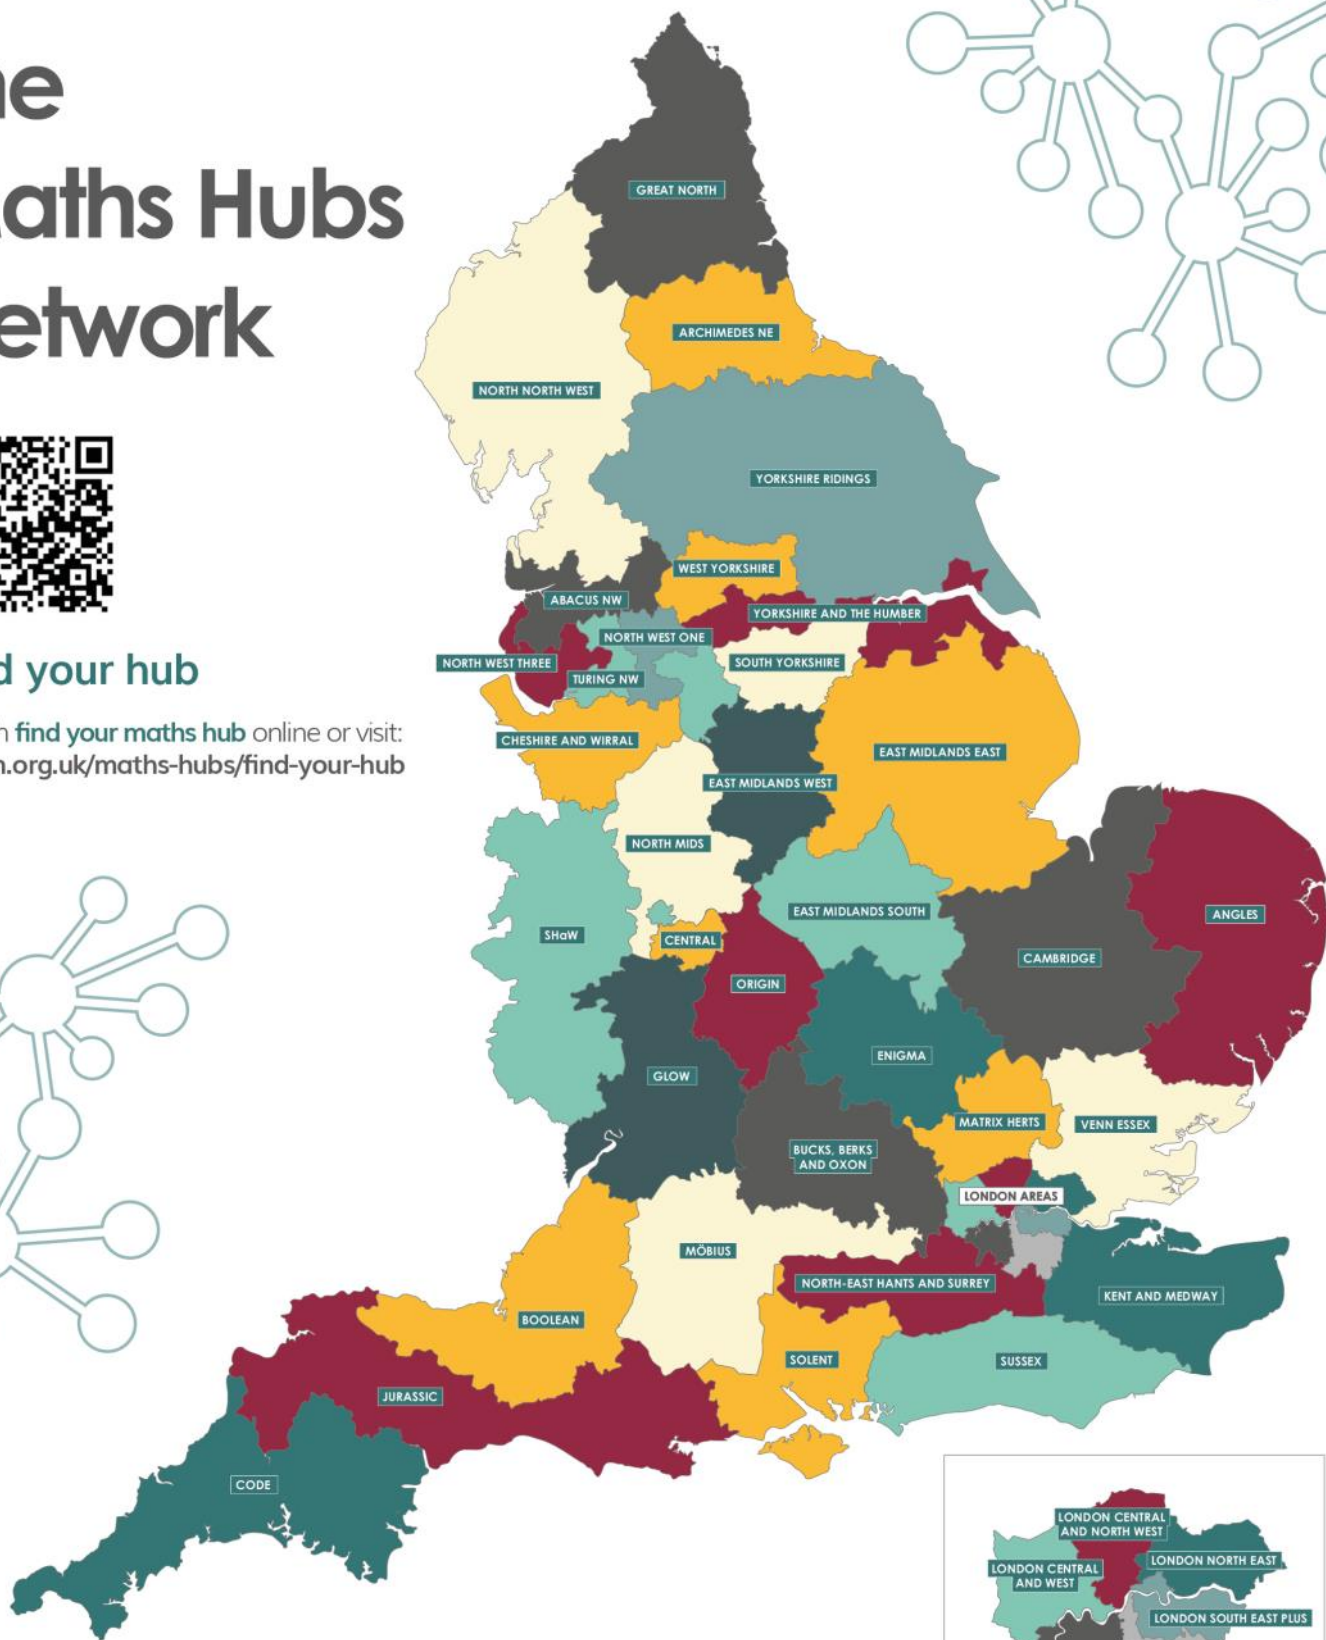 ne
aths Hubs
etwork
d your hub
n find your maths hub online or visit:
n.org.uk/maths-hubs/find-your-hub
GREAT NORTH
ARCHIMEDES NE
NORTH NORTH WEST
YORKSHIRE RIDINGS
WEST YORKSHIRE
ABACUS NW
YORKSHIRE AND THE HUMBER
NORTH WEST ONE
NORTH WEST THREE
SOUTH YORKSHIRE
TURING NW
CHESHIRE AND WIRRAL
EAST MIDLANDS EAST
EAST MIDLANDS WEST
NORTH MIDS
EAST MIDLANDS SOUTH
ANGLES
SHaW
CENTRAL
CAMBRIDGE
ORIGIN
ENIGMA
GLOW
MATRIX HERTS
VENN ESSEX
BUCKS, BERKS
AND OXON
LONDON AREAS
MÖBIUS
NORTH-EAST HANTS AND SURREY
KENT AND MEDWAY
BOOLEAN
SOLENT
SUSSEX
JURASSIC
CODE
LONDON CENTRAL
AND NORTH WEST
LONDON NORTH EAST
LONDON CENTRAL
AND WEST
LONDON SOUTH EAST PLUS